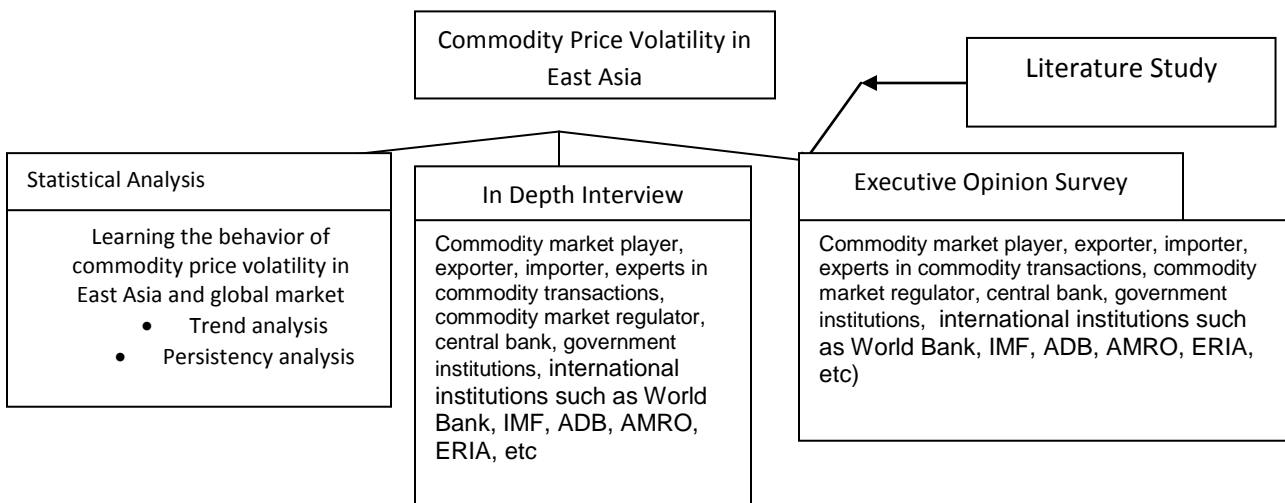 Commodity Price Volatility in
East Asia
Literature Study
Statistical Analysis
Learning the behavior of
commodity price volatility in
East Asia and global market
• Trend analysis
• Persistency analysis
In Depth Interview
Commodity market player,
exporter, importer, experts in
commodity transactions,
commodity market regulator,
central bank, government
institutions, international
institutions such as World
Bank, IMF, ADB, AMRO,
ERIA, etc
Executive Opinion Survey
Commodity market player, exporter, importer,
experts in commodity transactions, commodity
market regulator, central bank, government
institutions, international institutions such
as World Bank, IMF, ADB, AMRO, ERIA,
etc)